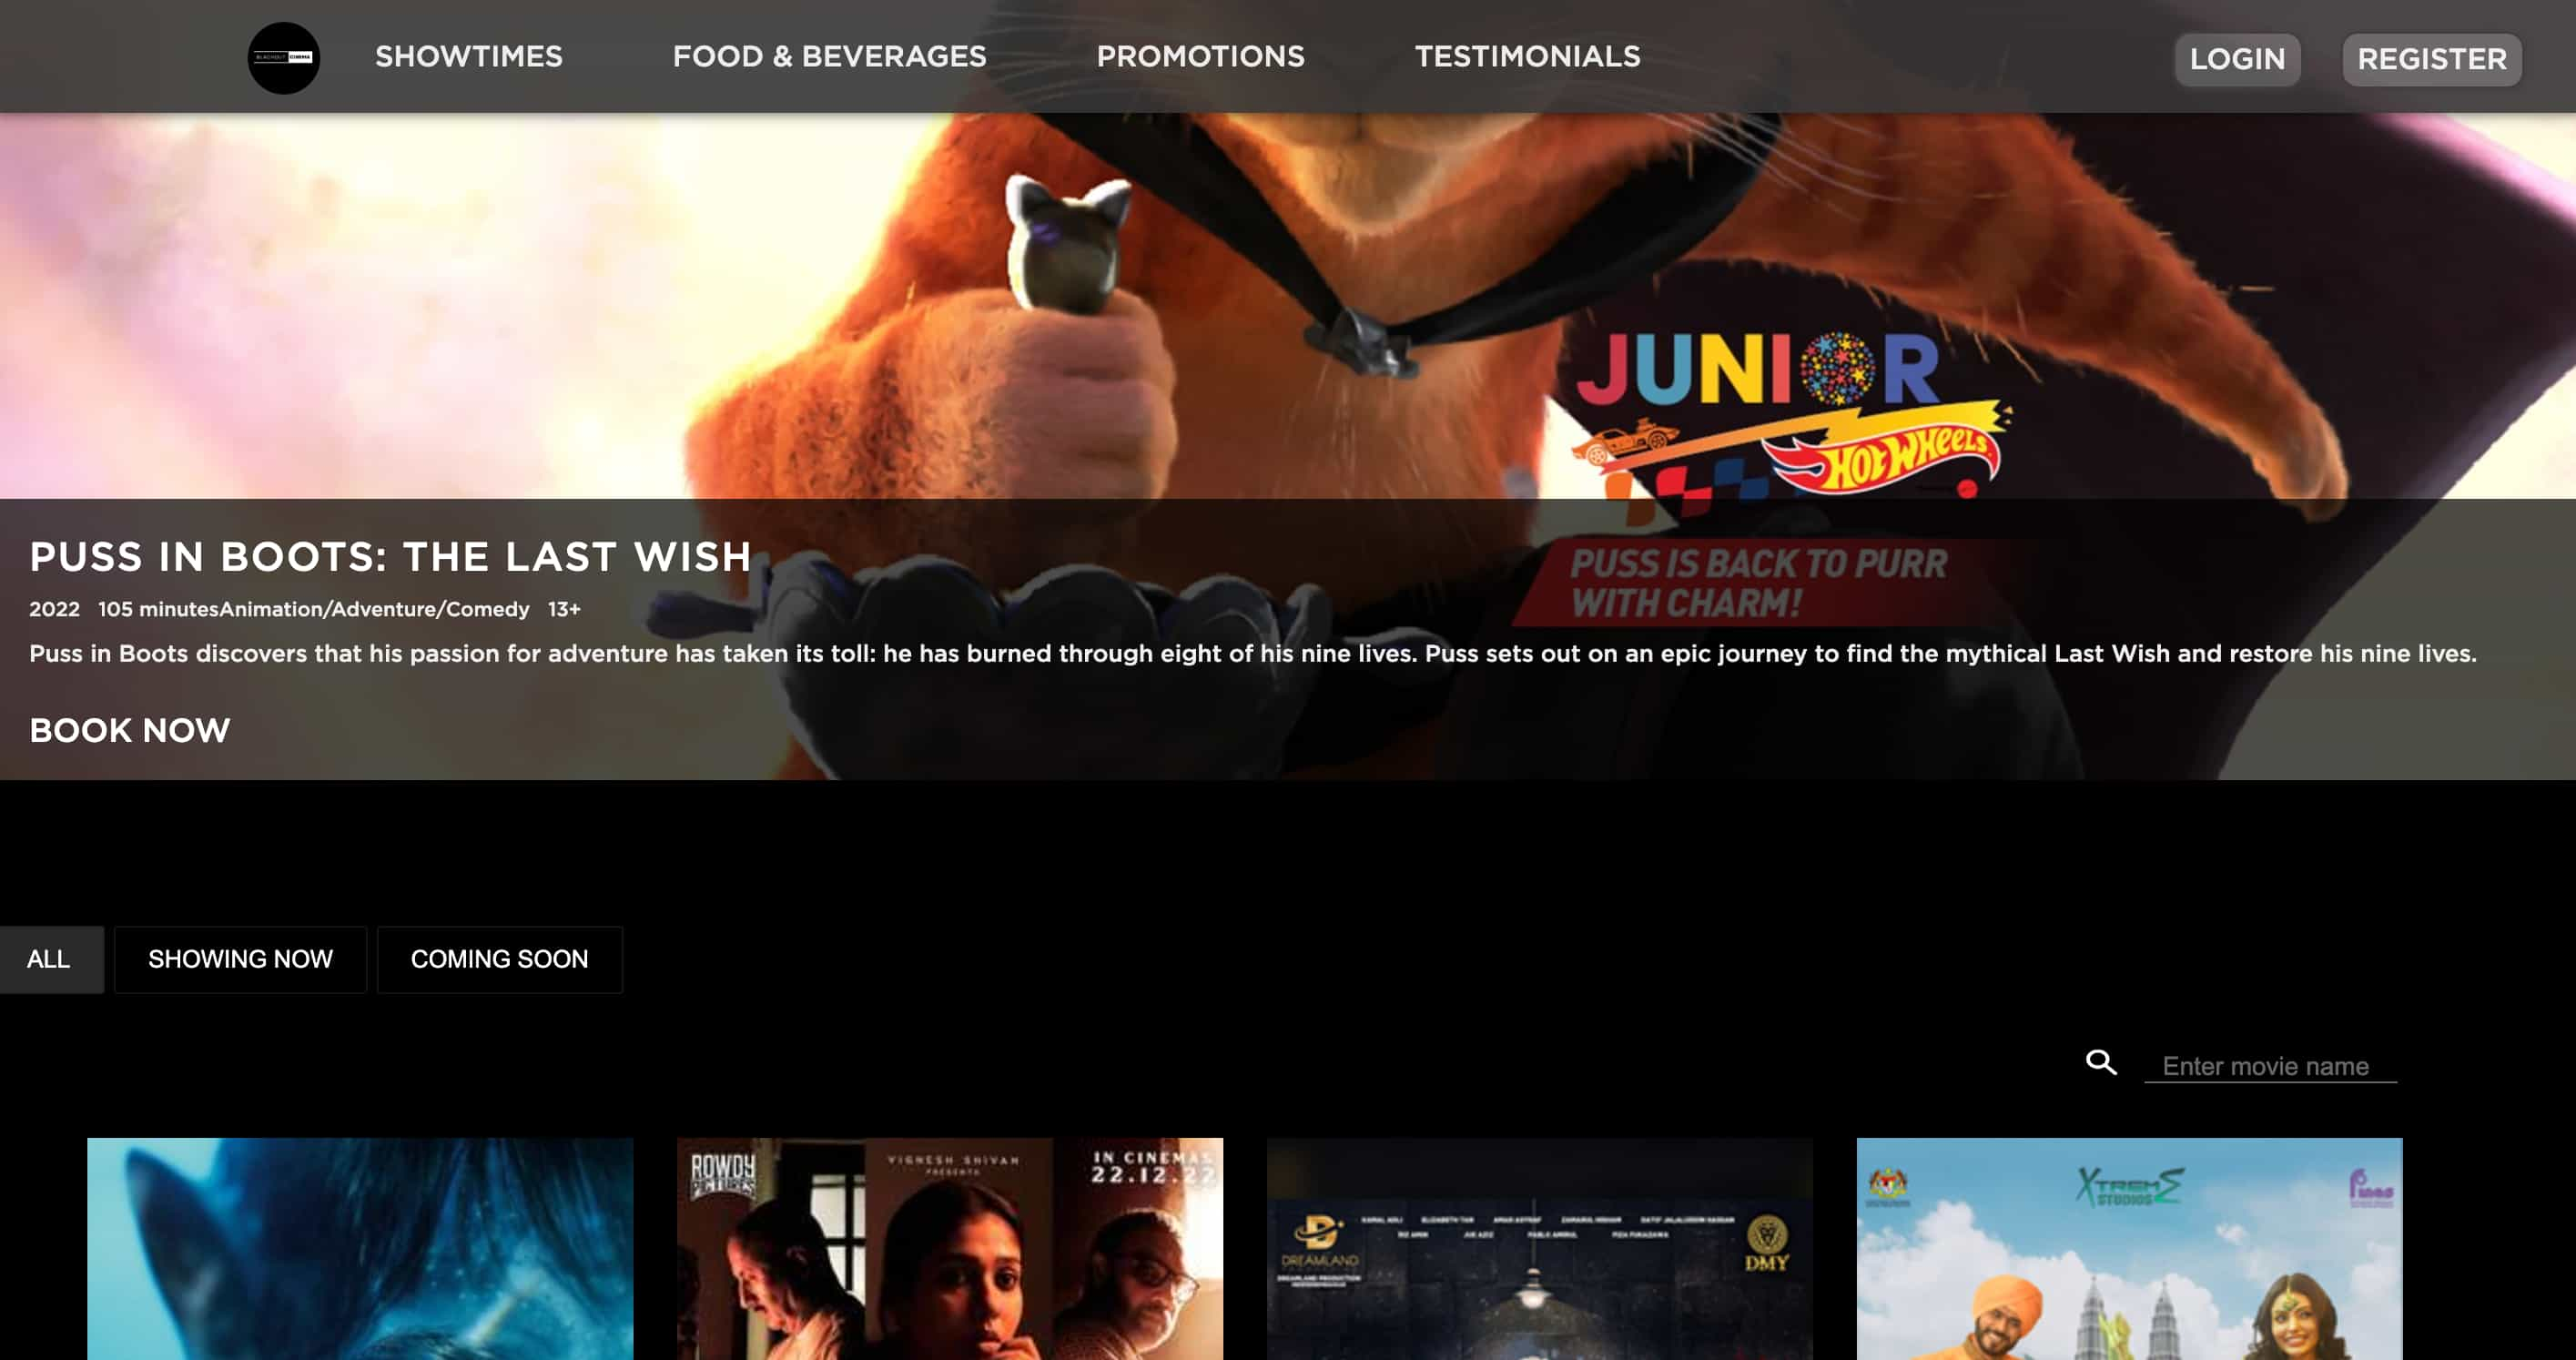 BLACKOUT CINEMA
SHOWTIMES
FOOD & BEVERAGES
PROMOTIONS
TESTIMONIALS
LOGIN
REGISTER
JUNIOR
HOT WHEELS
PUSS IN BOOTS: THE LAST WISH
2022 105 minutesAnimation/Adventure/Comedy 13+
PUSS IS BACK TO PURR
WITH CHARM!
Puss in Boots discovers that his passion for adventure has taken its toll: he has burned through eight of his nine lives. Puss sets out on an epic journey to find the mythical Last Wish and restore his nine lives.
BOOK NOW
ALL
SHOWING NOW
COMING SOON
Enter movie name
ROWDY
PICTURES
VIGNESH SHIVAN
PRESENTS
IN CINEMAS
22.12.22
DREAMLAND
DREAMLAND PRODUCTION
DMY
XTREME
STUDIOS